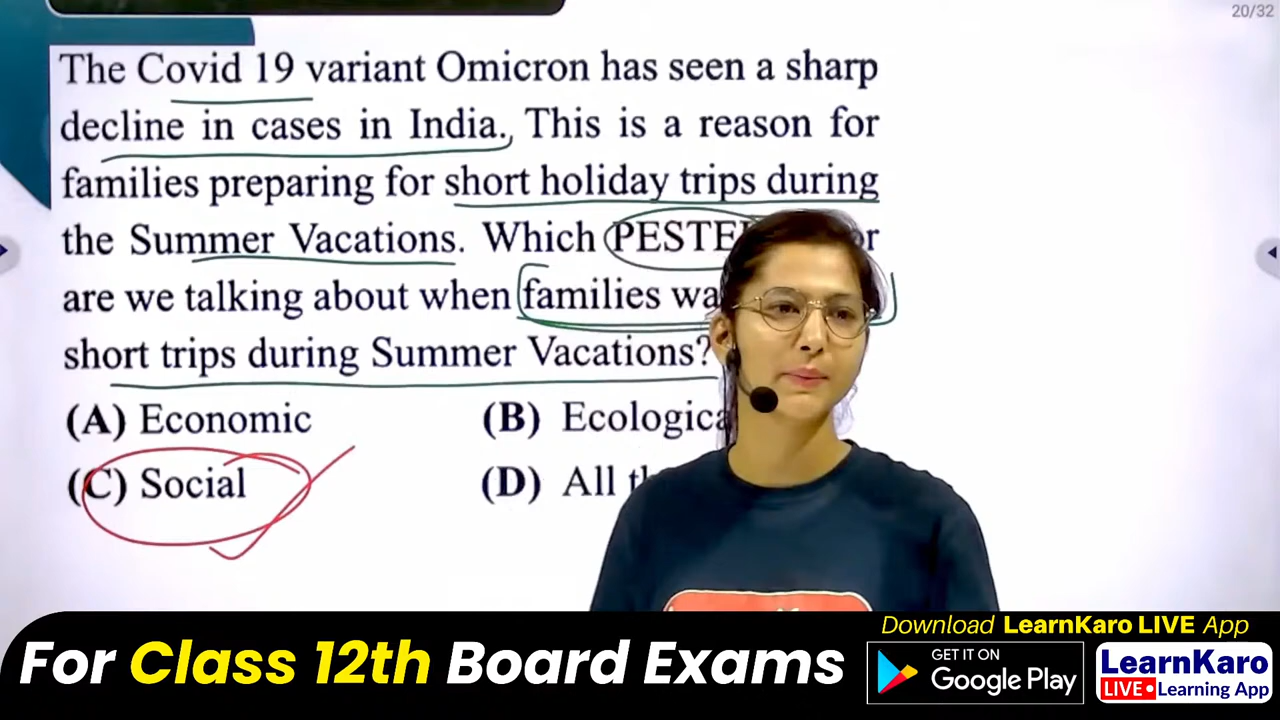 20/32
The Covid 19 variant Omicron has seen a sharp
decline in cases in India. This is a reason for
families preparing for short holiday trips during
the Summer Vacations. Which
are we talking about when families
short trips during Summer Vacations?
(A) Economic
(B)
(C) Social
(D) All
For Class 12th Board Exams
Download LearnKaro LIVE App
GET IT ON
Google Play
LearnKaro
LIVE Learning App